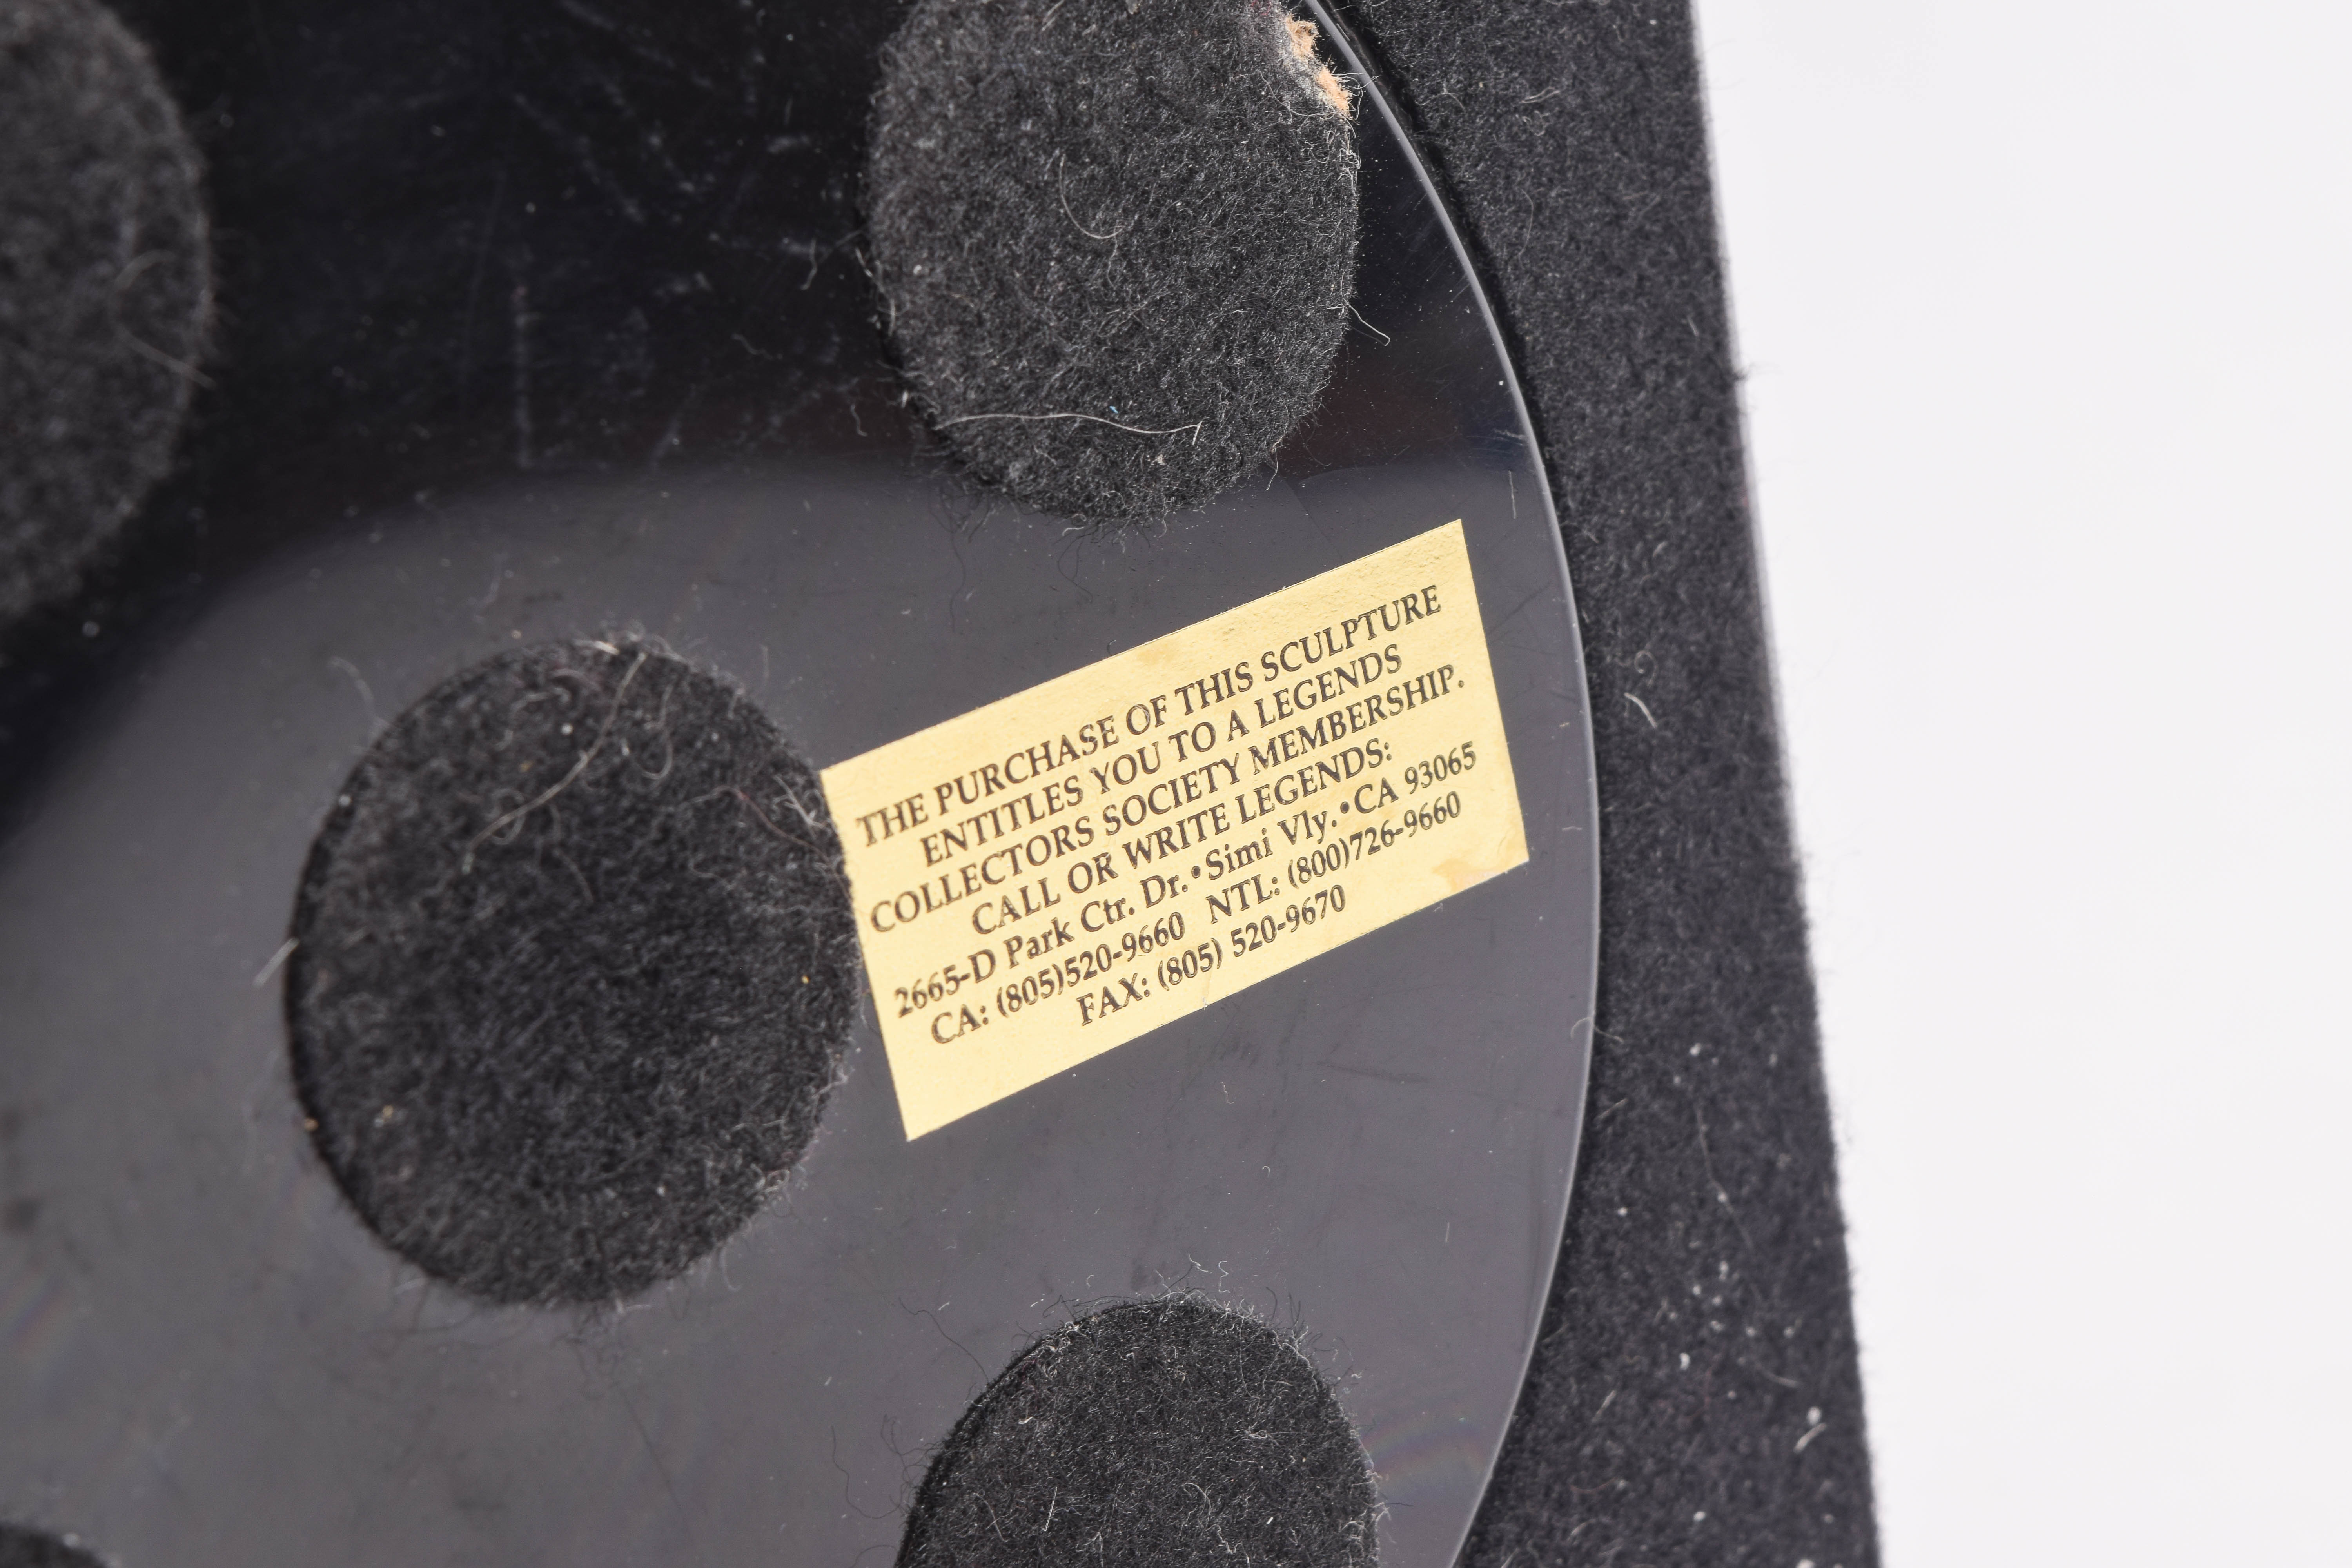 THE PURCHASE OF THIS SCULPTURE
ENTITLES YOU TO A LEGENDS
COLLECTORS SOCIETY MEMBERSHIP.
CALL OR WRITE LEGENDS:
2665-D Park Ctr. Dr.•Simi Vly.•CA 93065
CA: (805)520-9660 NTL: (800)726-9660
FAX: (805) 520-9670